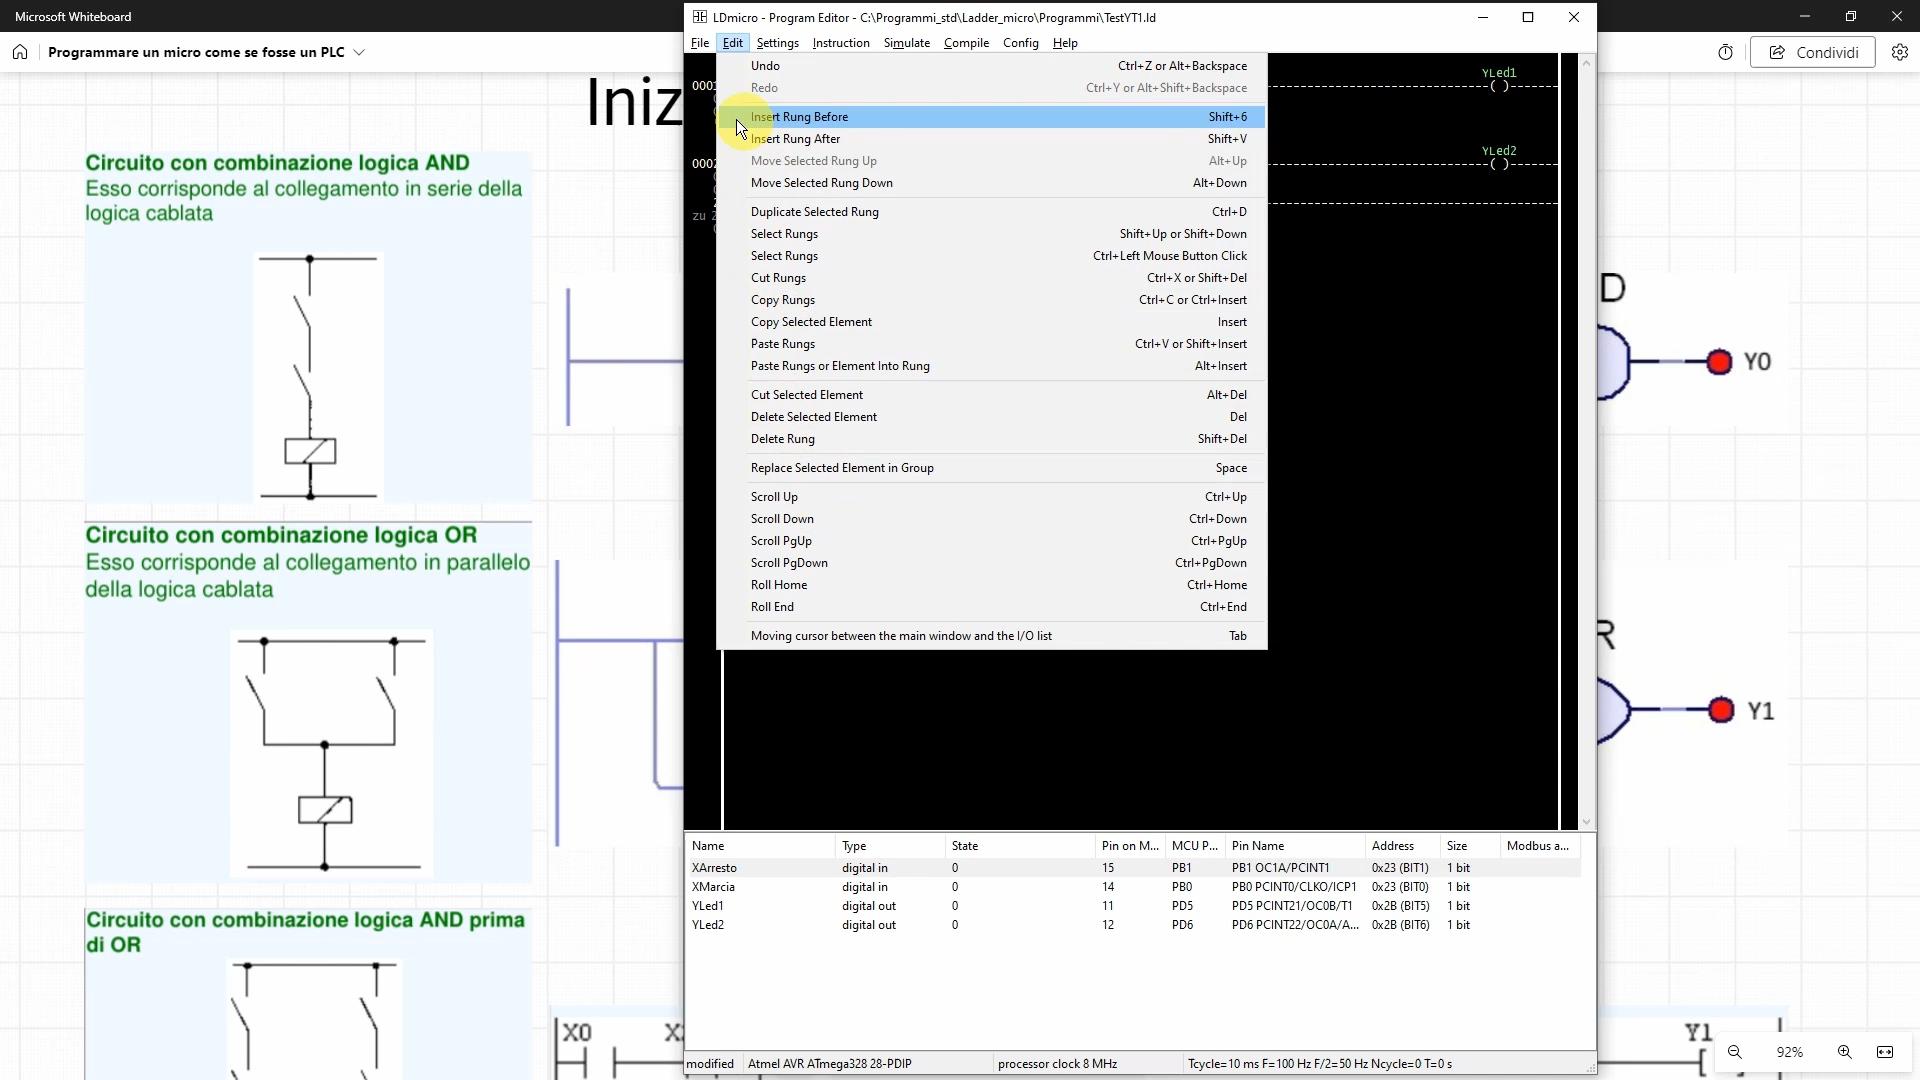 Microsoft Whiteboard
Programmare un micro come se fosse un PLC
Condividi
Iniz
LDmicro - Program Editor - C:\Programmi_std\Ladder_micro\Programmi\TestYT1.ld
File Edit Settings Instruction Simulate Compile Config Help
Undo Ctrl+Z or Alt+Backspace
Redo Ctrl+Y or Alt+Shift+Backspace
Insert Rung Before Shift+6
Insert Rung After Shift+V
Move Selected Rung Up Alt+Up
Move Selected Rung Down Alt+Down
Duplicate Selected Rung Ctrl+D
Select Rungs Shift+Up or Shift+Down
Select Rungs Ctrl+Left Mouse Button Click
Cut Rungs Ctrl+X or Shift+Del
Copy Rungs Ctrl+C or Ctrl+Insert
Copy Selected Element Insert
Paste Rungs Ctrl+V or Shift+Insert
Paste Rungs or Element Into Rung Alt+Insert
Cut Selected Element Alt+Del
Delete Selected Element Del
Delete Rung Shift+Del
Replace Selected Element in Group Space
Scroll Up Ctrl+Up
Scroll Down Ctrl+Down
Scroll PgUp Ctrl+PgUp
Scroll PgDown Ctrl+PgDown
Roll Home Ctrl+Home
Roll End Ctrl+End
Moving cursor between the main window and the I/O list Tab
0001
YLed1
( )
0002
YLed2
( )
zu
Name Type State Pin on M... MCU P... Pin Name Address Size Modbus a...
XArresto digital in 0 15 PB1 PB1 OC1A/PCINT1 0x23 (BIT1) 1 bit
XMarcia digital in 0 14 PB0 PB0 PCINT0/CLKO/ICP1 0x23 (BIT0) 1 bit
YLed1 digital out 0 11 PD5 PD5 PCINT21/OC0B/T1 0x2B (BIT5) 1 bit
YLed2 digital out 0 12 PD6 PD6 PCINT22/OC0A/A... 0x2B (BIT6) 1 bit
modified Atmel AVR ATmega328 28-PDIP processor clock 8 MHz Tcycle=10 ms F=100 Hz F/2=50 Hz Ncycle=0 T=0 s
Circuito con combinazione logica AND
Esso corrisponde al collegamento in serie della
logica cablata
Circuito con combinazione logica OR
Esso corrisponde al collegamento in parallelo
della logica cablata
Circuito con combinazione logica AND prima
di OR
D
Y0
R
Y1
X0
Y1
92%